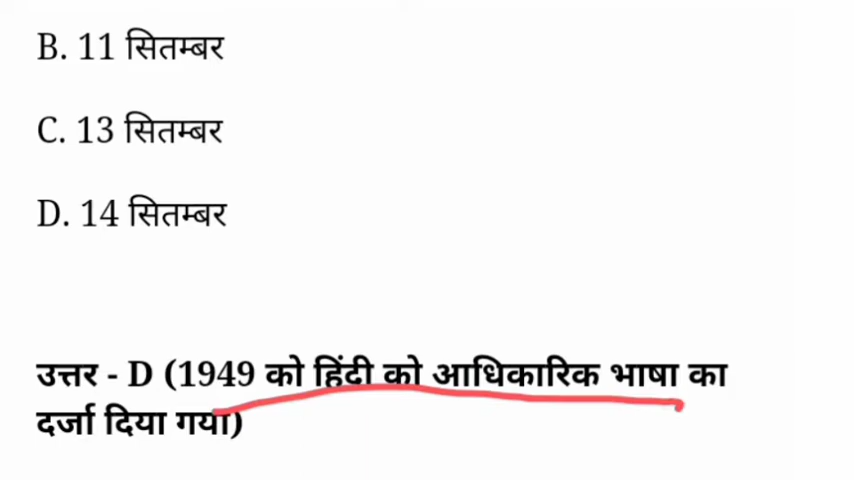 B. 11 सितम्बर
C. 13 सितम्बर
D. 14 सितम्बर
उत्तर - D (1949 को हिंदी को आधिकारिक भाषा का
दर्जा दिया गया)